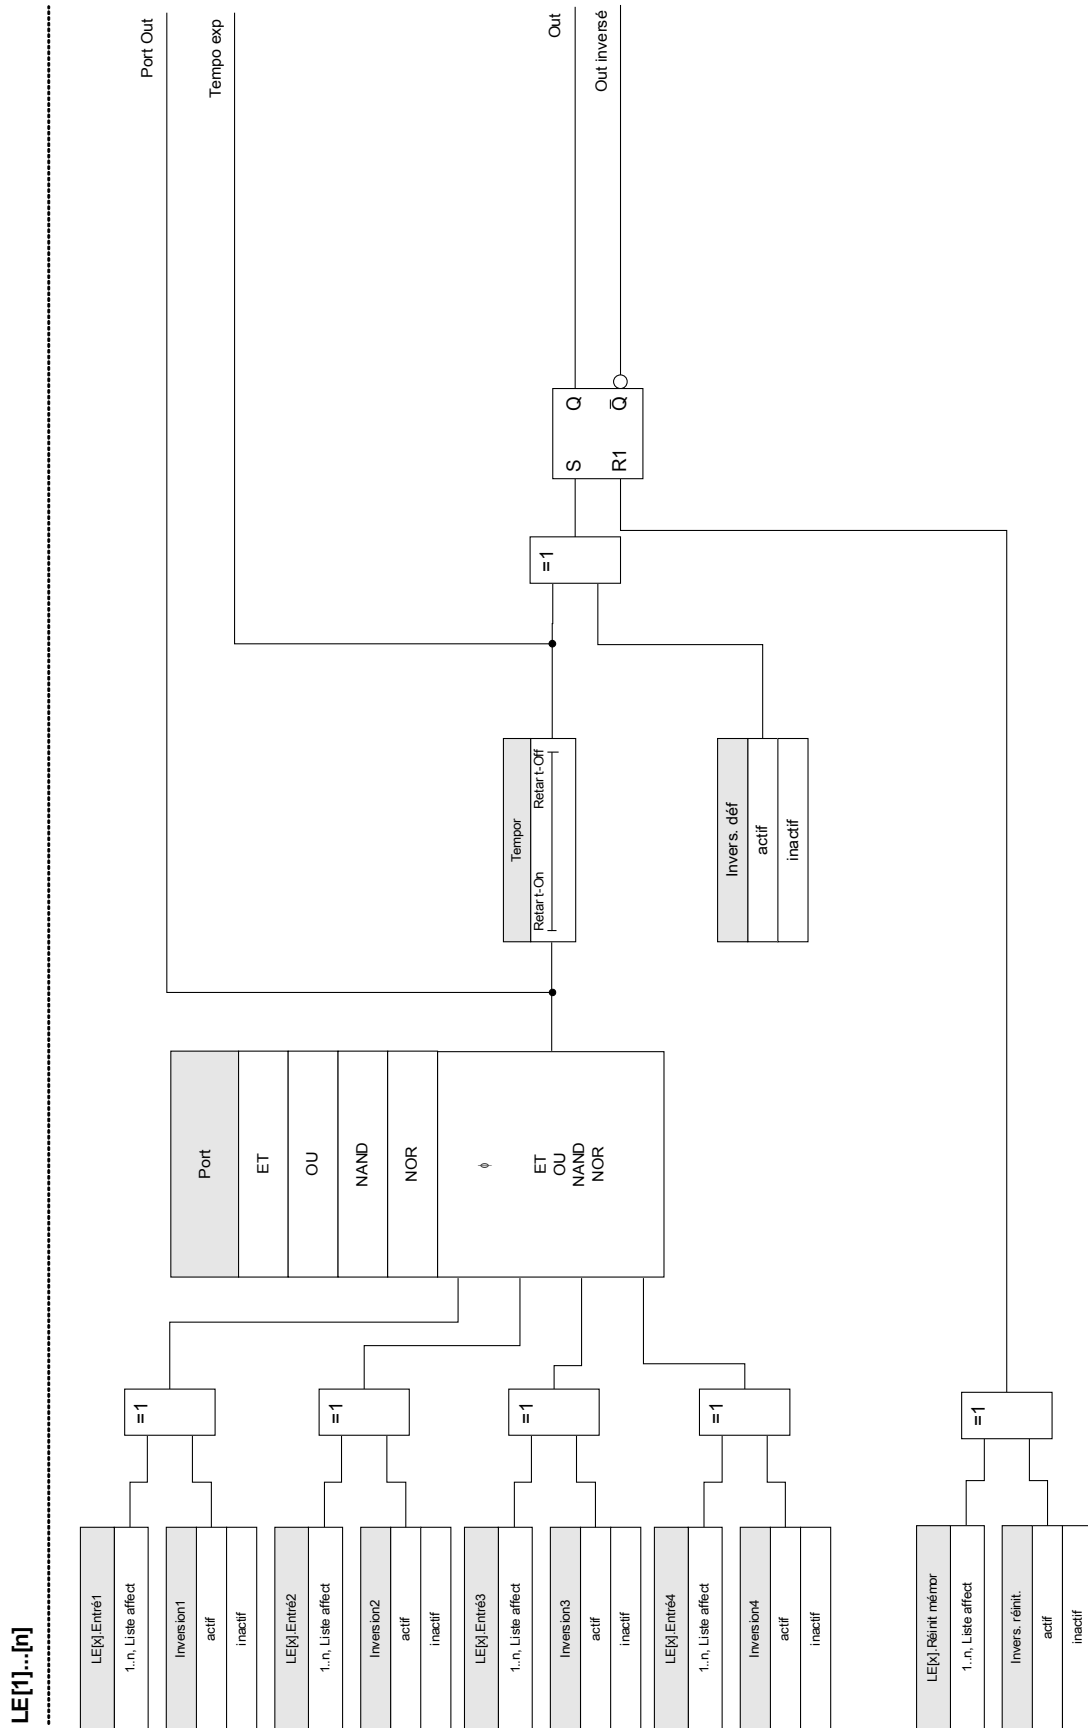 LE[1]...[n]
LE[x].Entré1
1..n, Liste affect
Inversion1
actif
inactif
LE[x].Entré2
1..n, Liste affect
Inversion2
actif
inactif
LE[x].Entré3
1..n, Liste affect
Inversion3
actif
inactif
LE[x].Entré4
1..n, Liste affect
Inversion4
actif
inactif
LE[x].Réinit mémor
1..n, Liste affect
Invers. réinit.
actif
inactif
=1
=1
=1
=1
=1
Port
ET
OU
NAND
NOR
ϕ
ET
OU
NAND
NOR
Tempor
Retart-On
Retart-Off
Invers. déf
actif
inactif
=1
S
Q
R1
Q̅
Port Out
Tempo exp
Out
Out inversé